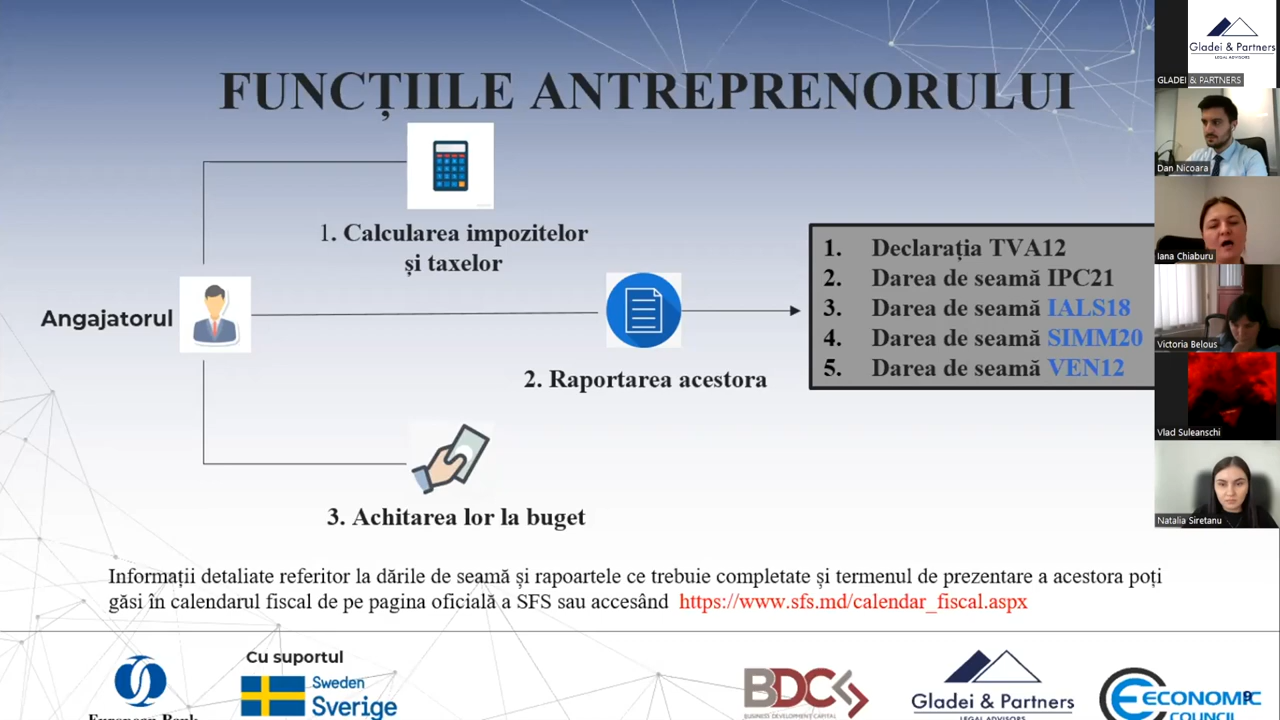 FUNCȚIILE ANTREPRENORULUI
1. Calcularea impozitelor
și taxelor
Angajatorul
2. Raportarea acestora
1. Declarația TVA12
2. Darea de seamă IPC21
3. Darea de seamă IALS18
4. Darea de seamă SIMM20
5. Darea de seamă VEN12
3. Achitarea lor la buget
Informații detaliate referitor la dările de seamă și rapoartele ce trebuie completate și termenul de prezentare a acestora poți
găsi în calendarul fiscal de pe pagina oficială a SFS sau accesând https://www.sfs.md/calendar_fiscal.aspx
Cu suportul
European Bank
Sweden
Sverige
BDC
BUSINESS DEVELOPMENT CAPITAL
Gladei & Partners
LEGAL ADVISORS
ECONOMIC
COUNCIL
9
Gladei & Partners
LEGAL ADVISORS
GLADEI & PARTNERS
Dan Nicoara
Iana Chiaburu
Victoria Belous
Vlad Suleanschi
Natalia Siretanu